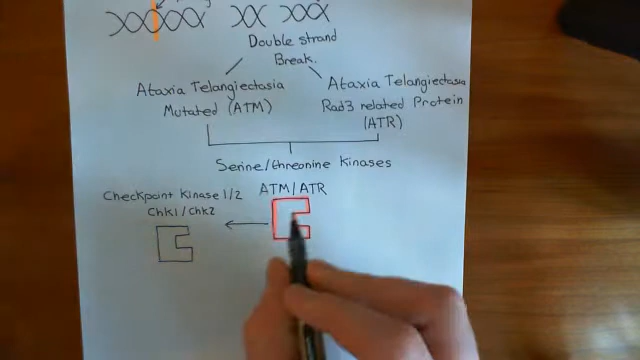 Double strand
Break.
Ataxia Telangiectasia
Mutated (ATM)
Ataxia Telangiectasia
Rad3 related Protein
(ATR)
Serine/threonine Kinases
ATM/ATR
Checkpoint Kinase 1/2
Chk1/Chk2